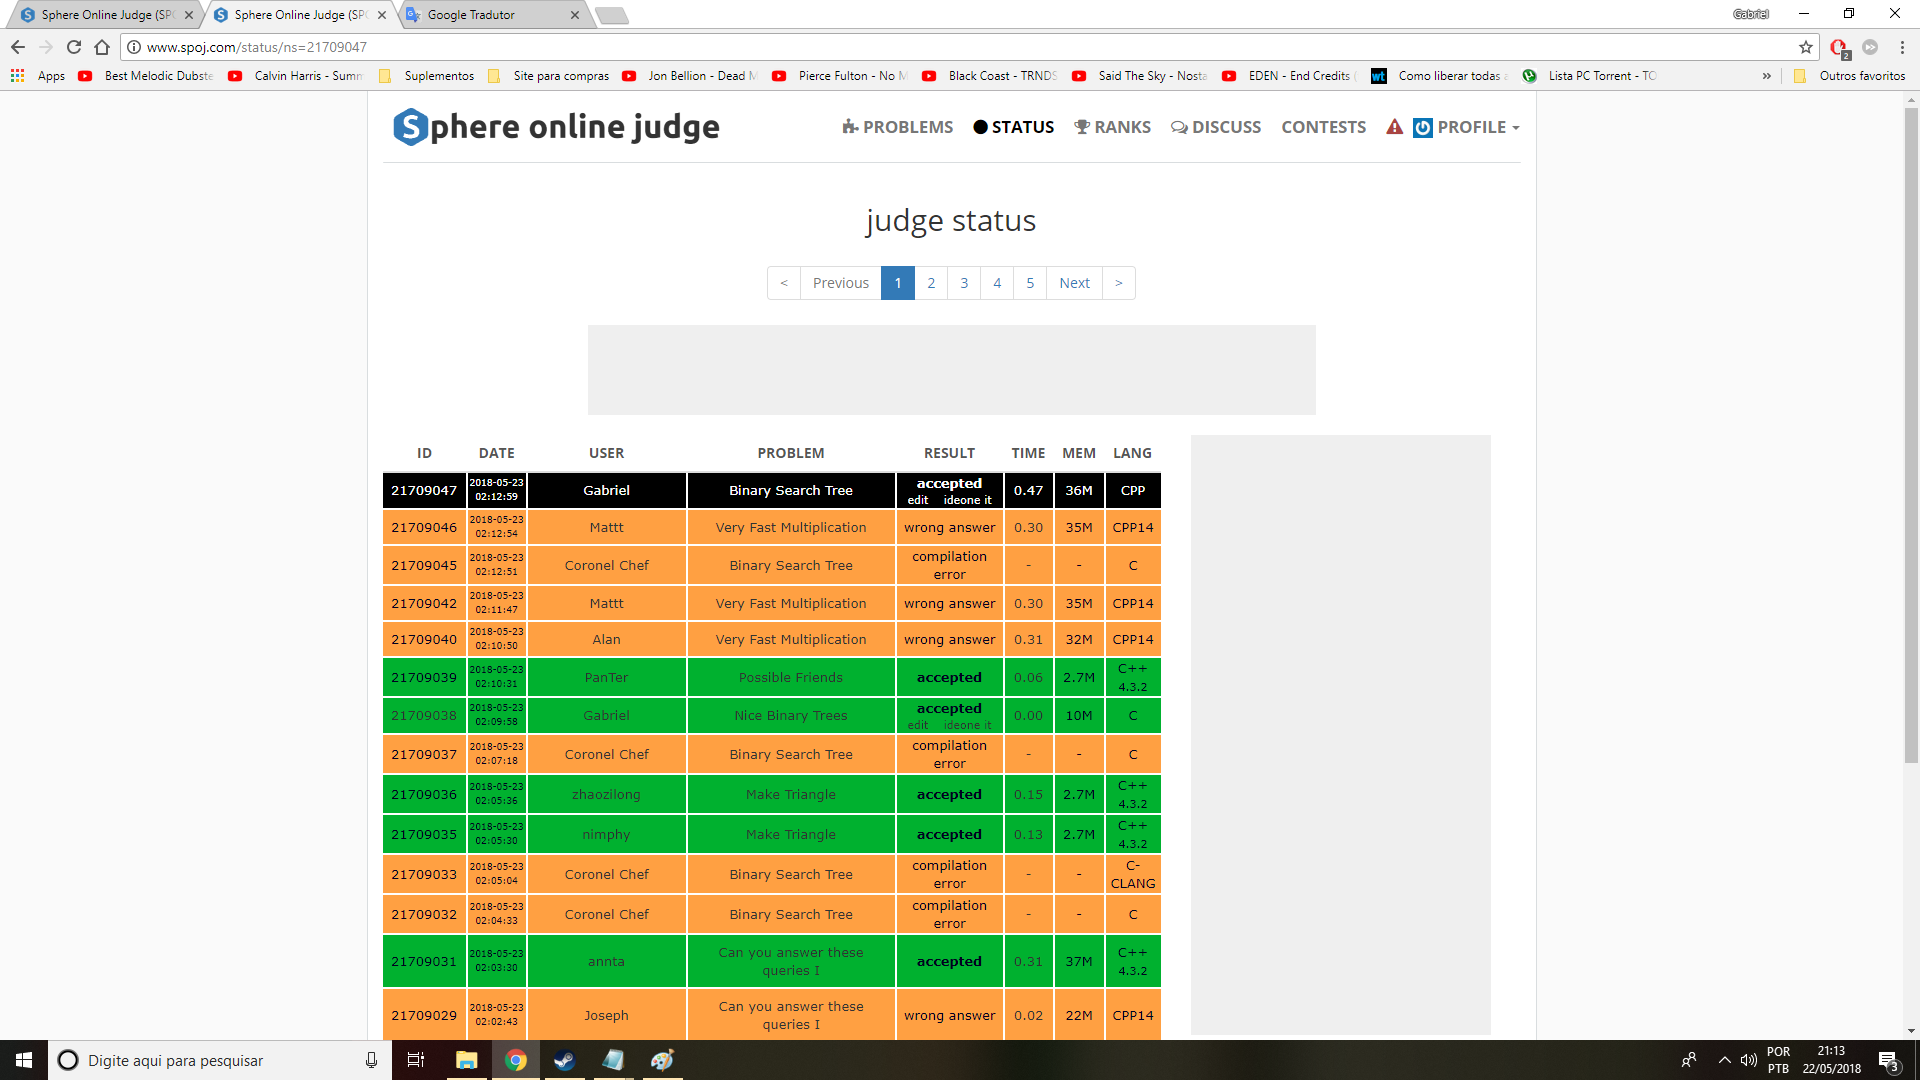 Sphere Online Judge (SPO
Sphere Online Judge (SPO
Google Tradutor
Gabriel
www.spoj.com/status/ns=21709047
2
Apps
Best Melodic Dubste
Calvin Harris - Summ
Suplementos
Site para compras
Jon Bellion - Dead M
Pierce Fulton - No M
Black Coast - TRNDS
Said The Sky - Nosta
EDEN - End Credits (
wt
Como liberar todas a
Lista PC Torrent - TO
»
Outros favoritos
Sphere online judge
PROBLEMS
STATUS
RANKS
DISCUSS
CONTESTS
PROFILE
judge status
< Previous 1 2 3 4 5 Next >
ID DATE USER PROBLEM RESULT TIME MEM LANG
21709047 2018-05-23 02:12:59 Gabriel Binary Search Tree accepted edit ideone it 0.47 36M CPP
21709046 2018-05-23 02:12:54 Mattt Very Fast Multiplication wrong answer 0.30 35M CPP14
21709045 2018-05-23 02:12:51 Coronel Chef Binary Search Tree compilation error - - C
21709042 2018-05-23 02:11:47 Mattt Very Fast Multiplication wrong answer 0.30 35M CPP14
21709040 2018-05-23 02:10:50 Alan Very Fast Multiplication wrong answer 0.31 32M CPP14
21709039 2018-05-23 02:10:31 PanTer Possible Friends accepted 0.06 2.7M C++ 4.3.2
21709038 2018-05-23 02:09:58 Gabriel Nice Binary Trees accepted edit ideone it 0.00 10M C
21709037 2018-05-23 02:07:18 Coronel Chef Binary Search Tree compilation error - - C
21709036 2018-05-23 02:05:36 zhaozilong Make Triangle accepted 0.15 2.7M C++ 4.3.2
21709035 2018-05-23 02:05:30 nimphy Make Triangle accepted 0.13 2.7M C++ 4.3.2
21709033 2018-05-23 02:05:04 Coronel Chef Binary Search Tree compilation error - - C-CLANG
21709032 2018-05-23 02:04:33 Coronel Chef Binary Search Tree compilation error - - C
21709031 2018-05-23 02:03:30 annta Can you answer these queries I accepted 0.31 37M C++ 4.3.2
21709029 2018-05-23 02:02:43 Joseph Can you answer these queries I wrong answer 0.02 22M CPP14
Digite aqui para pesquisar
POR
PTB
21:13
22/05/2018
3